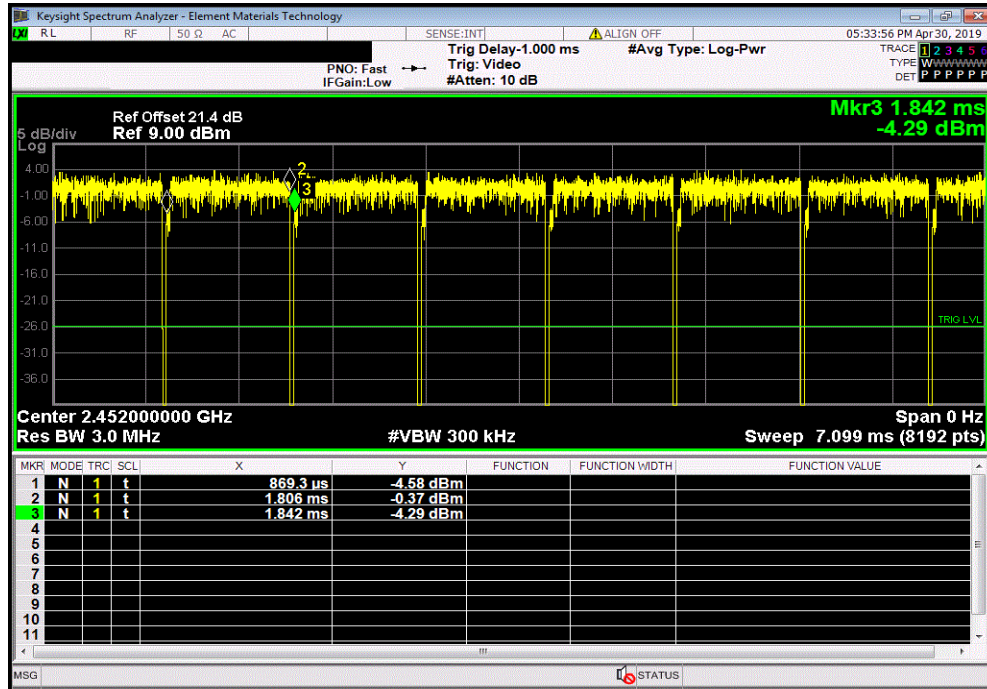 Keysight Spectrum Analyzer - Element Materials Technology
LXI RL RF 50 Ω AC SENSE:INT ALIGN OFF 05:33:56 PM Apr 30, 2019
Trig Delay-1.000 ms #Avg Type: Log-Pwr TRACE 1 2 3 4 5 6
PNO: Fast Trig: Video TYPE WWWWWW
IFGain:Low #Atten: 10 dB DET P P P P P P
Mkr3 1.842 ms
-4.29 dBm
Ref Offset 21.4 dB
5 dB/div Ref 9.00 dBm
Log
4.00
-1.00
-6.00
-11.0
-16.0
-21.0
-26.0
-31.0
-36.0
2
3
TRIG LVL
Center 2.452000000 GHz Span 0 Hz
Res BW 3.0 MHz #VBW 300 kHz Sweep 7.099 ms (8192 pts)
MKR MODE TRC SCL X Y FUNCTION FUNCTION WIDTH FUNCTION VALUE
1 N 1 t 869.3 µs -4.58 dBm
2 N 1 t 1.806 ms -0.37 dBm
3 N 1 t 1.842 ms -4.29 dBm
4
5
6
7
8
9
10
11
MSG STATUS